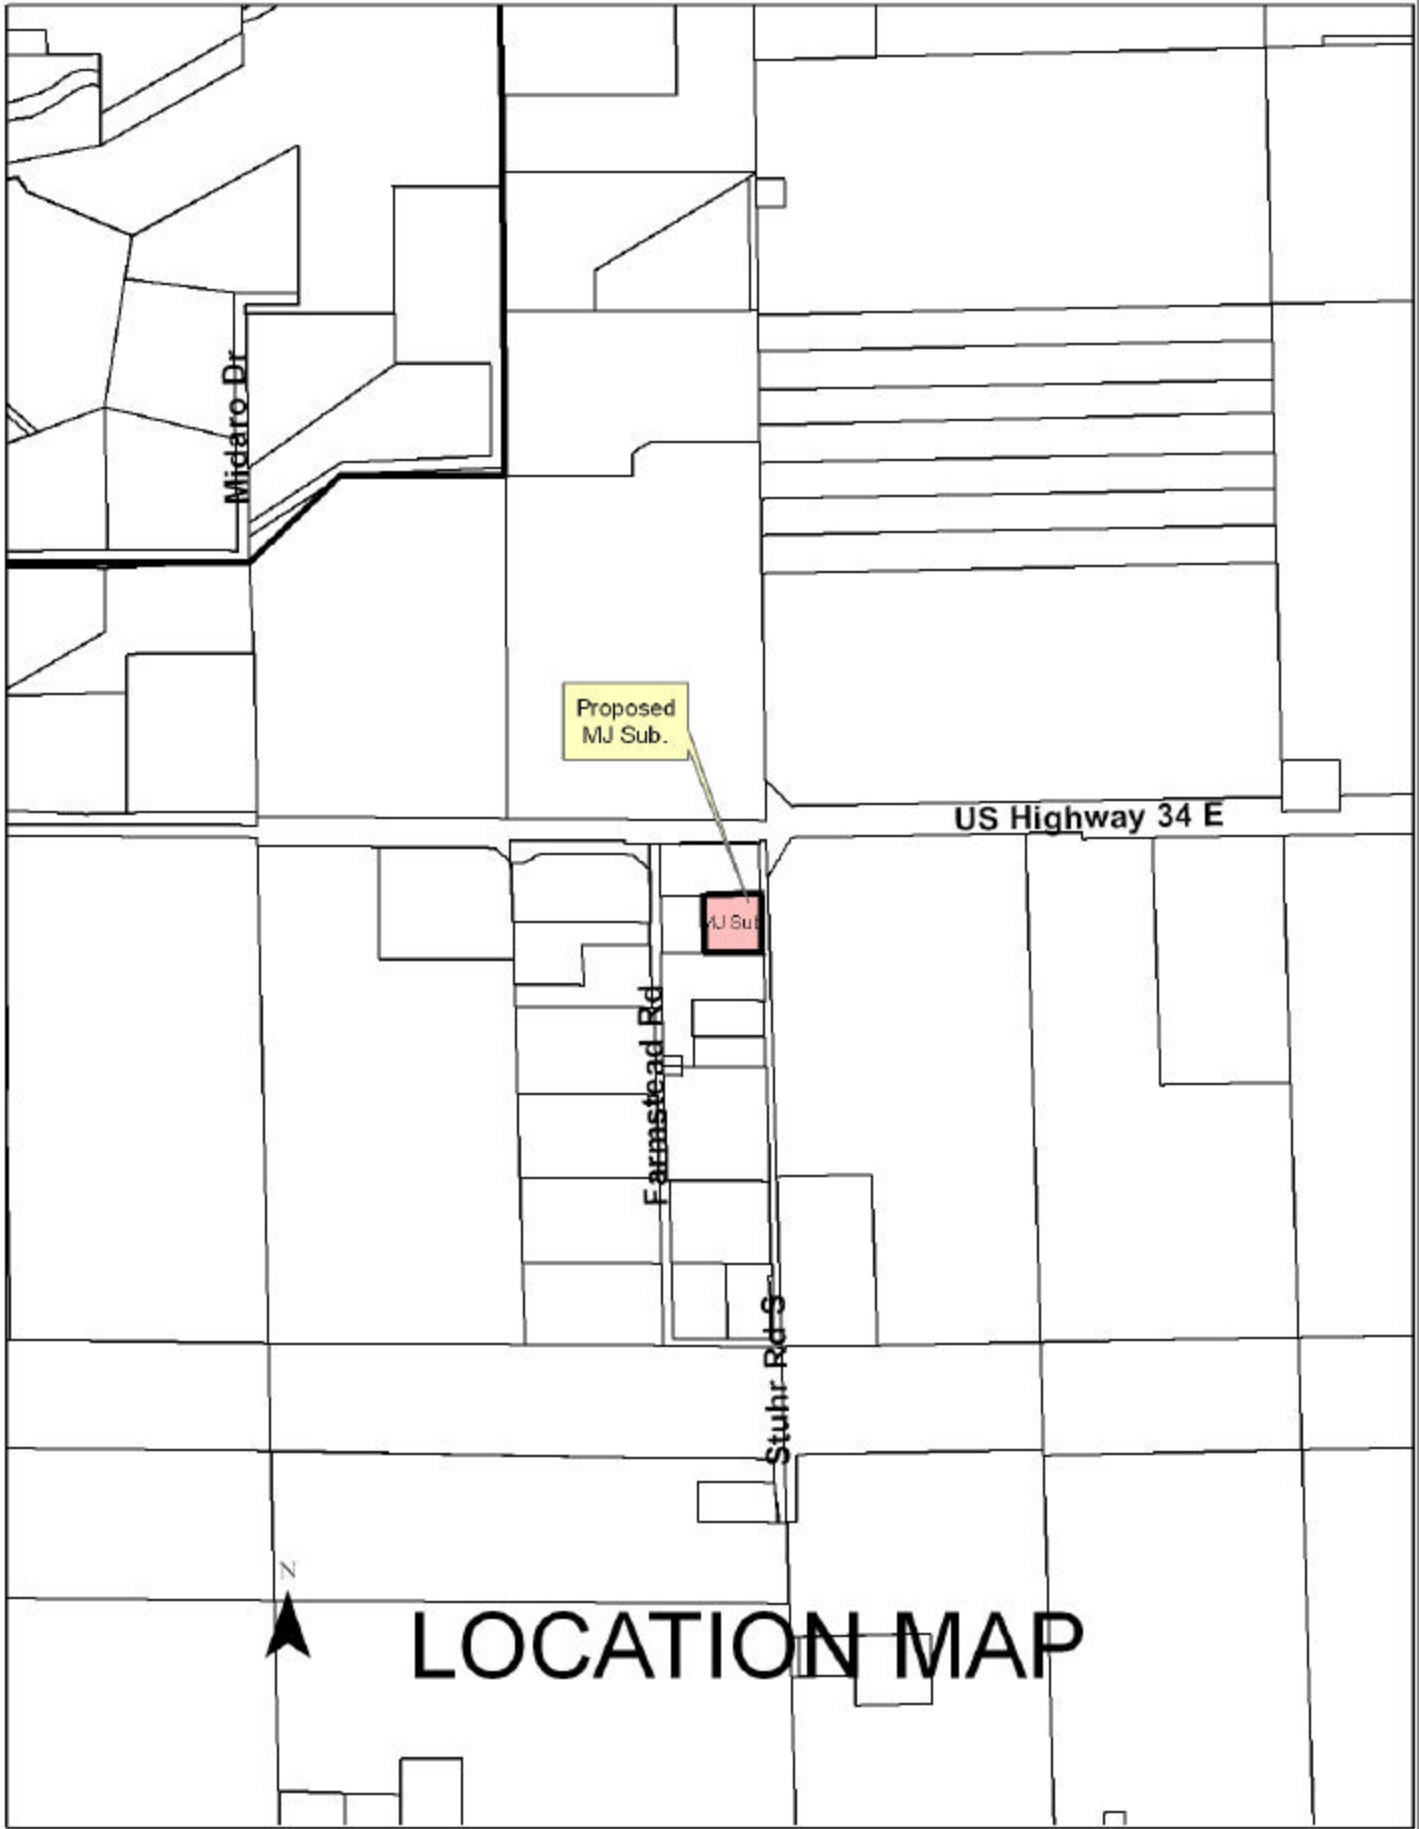 Midaro Dr
Proposed
MJ Sub.
US Highway 34 E
MJ Sub
Farmstead Rd
Stuhr Rd S
N
LOCATION MAP